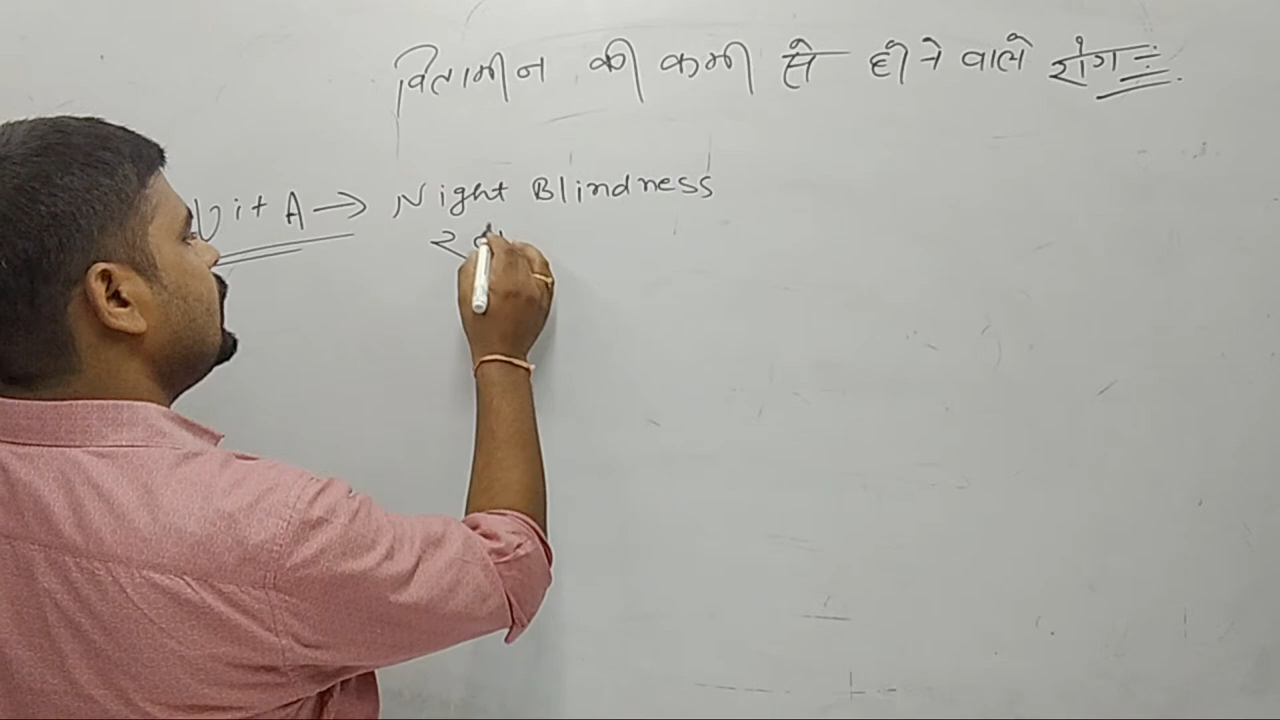 विटामीन की कमी से होने वाले रोग :-
Vit A → Night Blindness